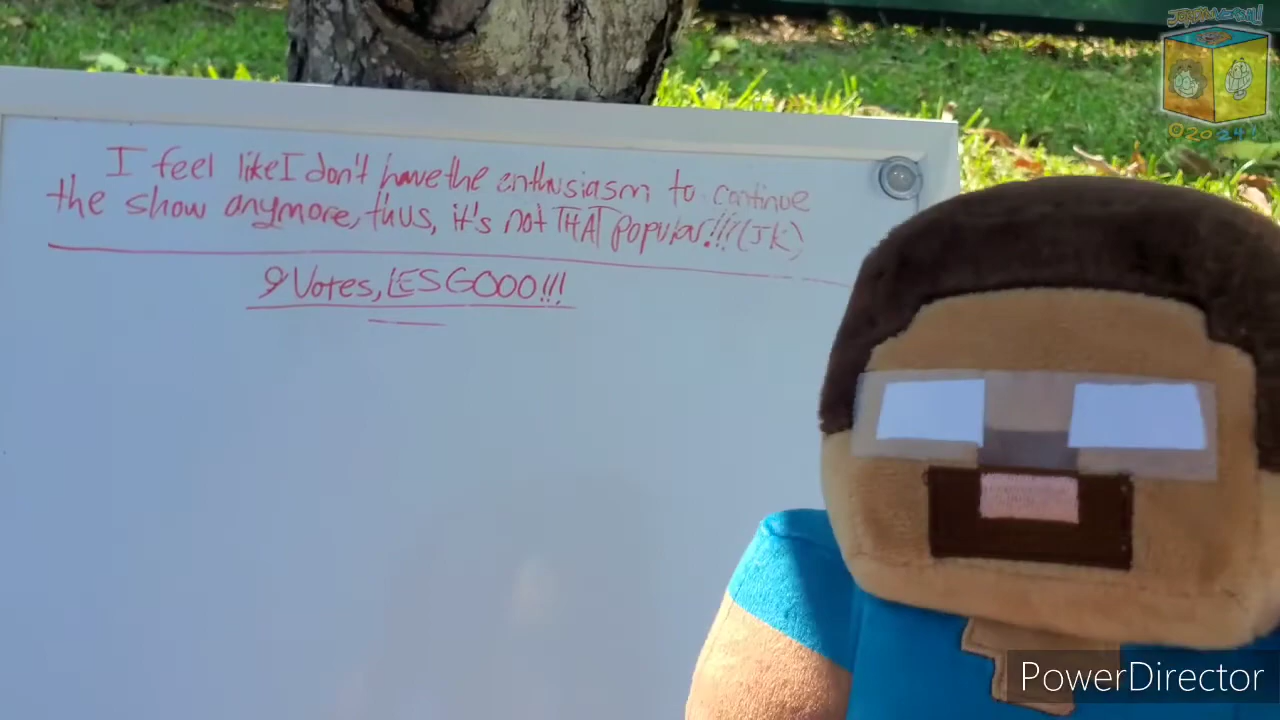 I feel like I don't have the enthusiasm to continue
the show anymore, thus, it's not THAT popular!!! (JK)
9 Votes, LESGOOO!!!
©2024!
PowerDirector